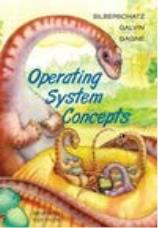 SILBERSCHATZ
GALVIN
GAGNE
Operating
System
Concepts